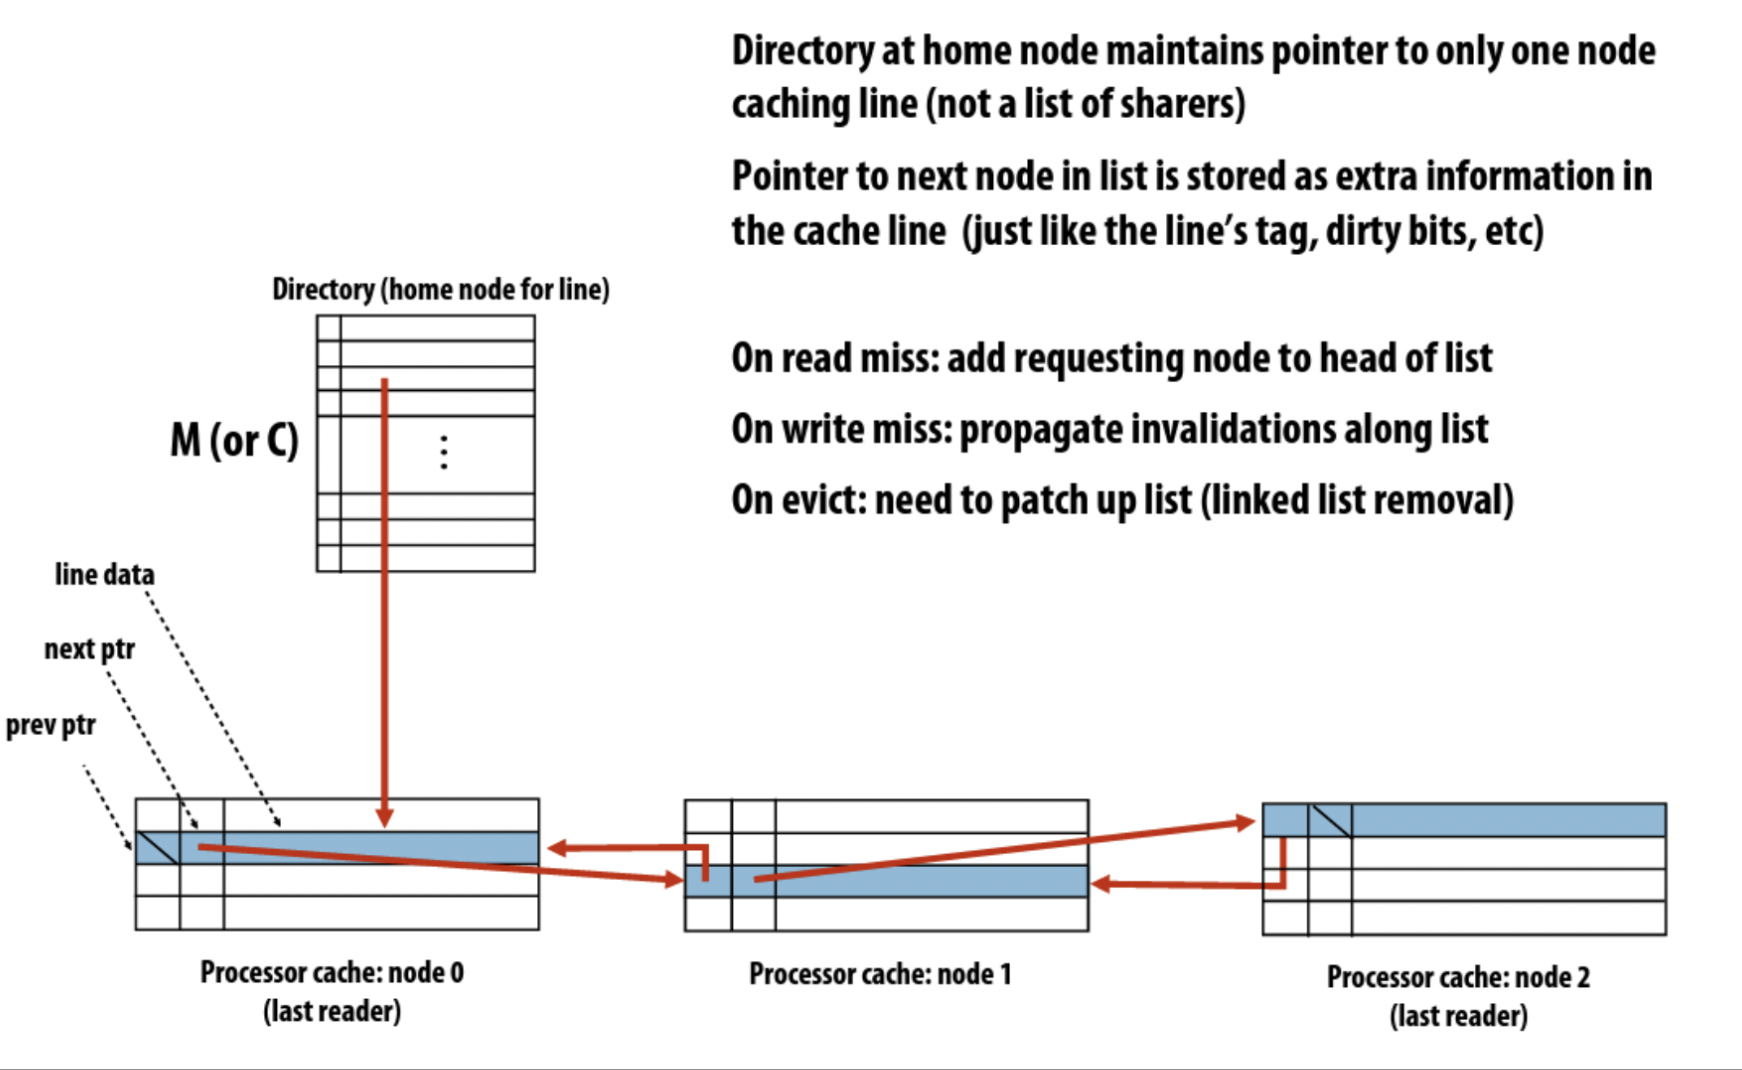 Directory at home node maintains pointer to only one node
caching line (not a list of sharers)
Pointer to next node in list is stored as extra information in
the cache line (just like the line’s tag, dirty bits, etc)
Directory (home node for line)
On read miss: add requesting node to head of list
M (or C)
On write miss: propagate invalidations along list
On evict: need to patch up list (linked list removal)
line data
next ptr
prev ptr
Processor cache: node 0
(last reader)
Processor cache: node 1
Processor cache: node 2
(last reader)